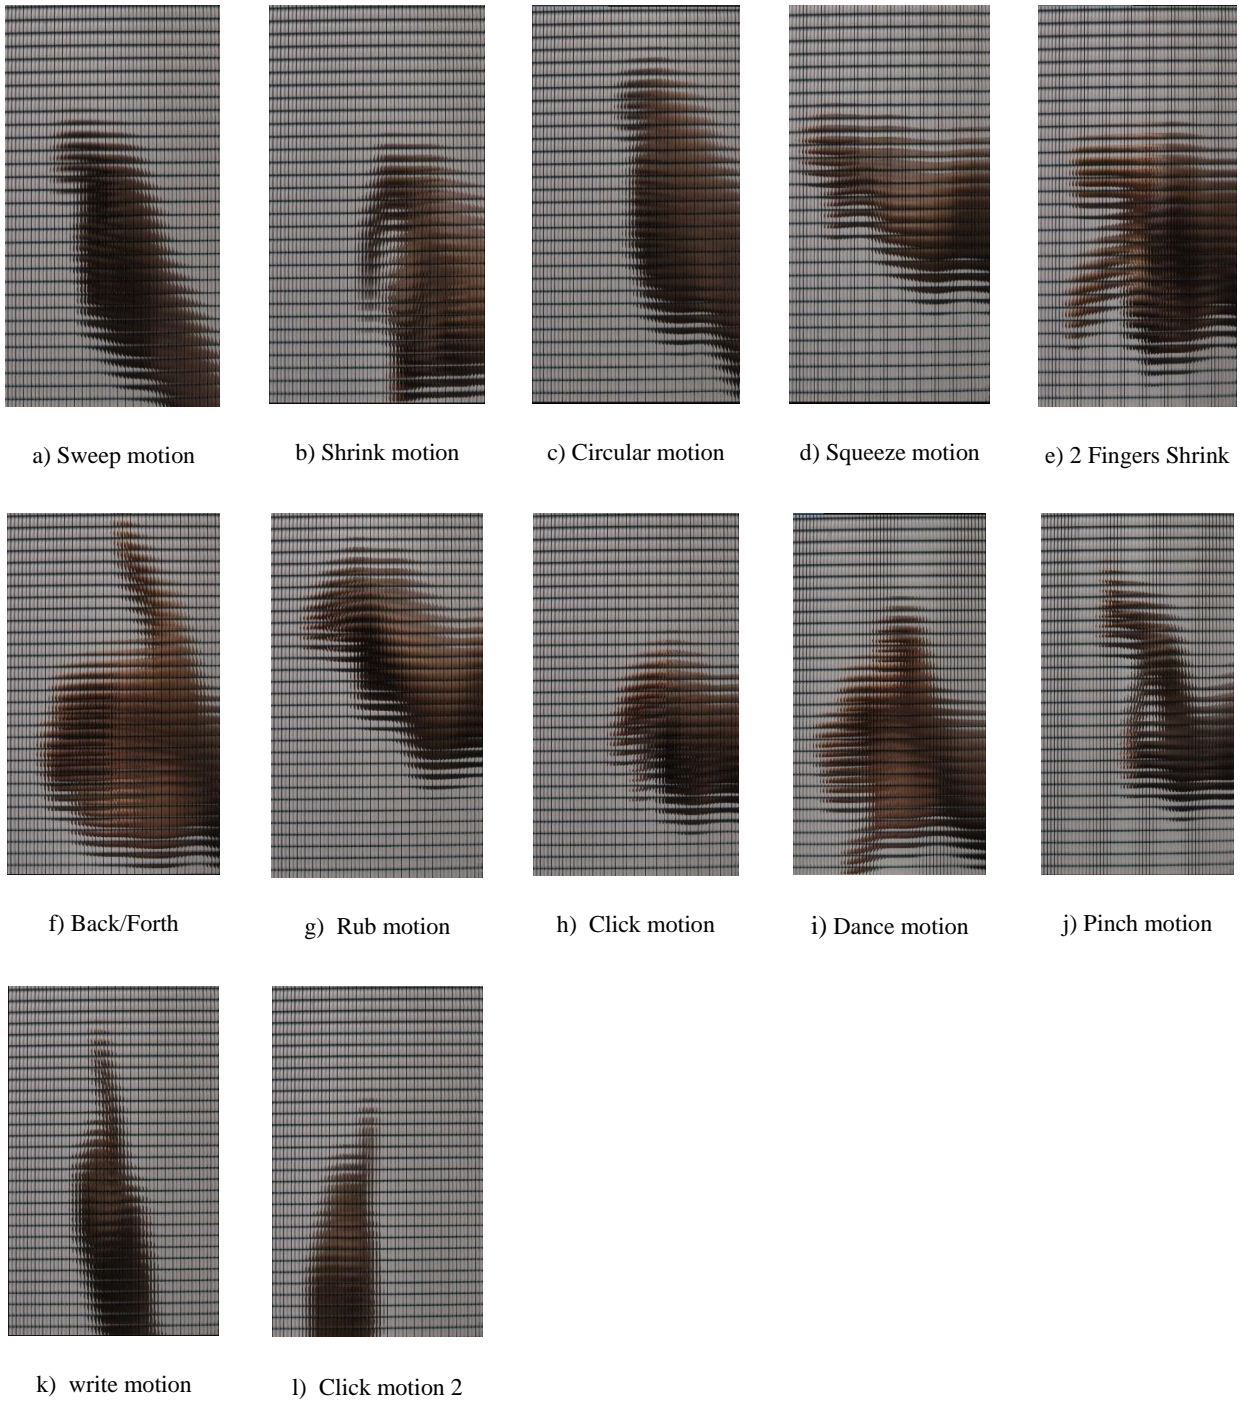 a) Sweep motion
b) Shrink motion
c) Circular motion
d) Squeeze motion
e) 2 Fingers Shrink
f) Back/Forth
g) Rub motion
h) Click motion
i) Dance motion
j) Pinch motion
k) write motion
l) Click motion 2